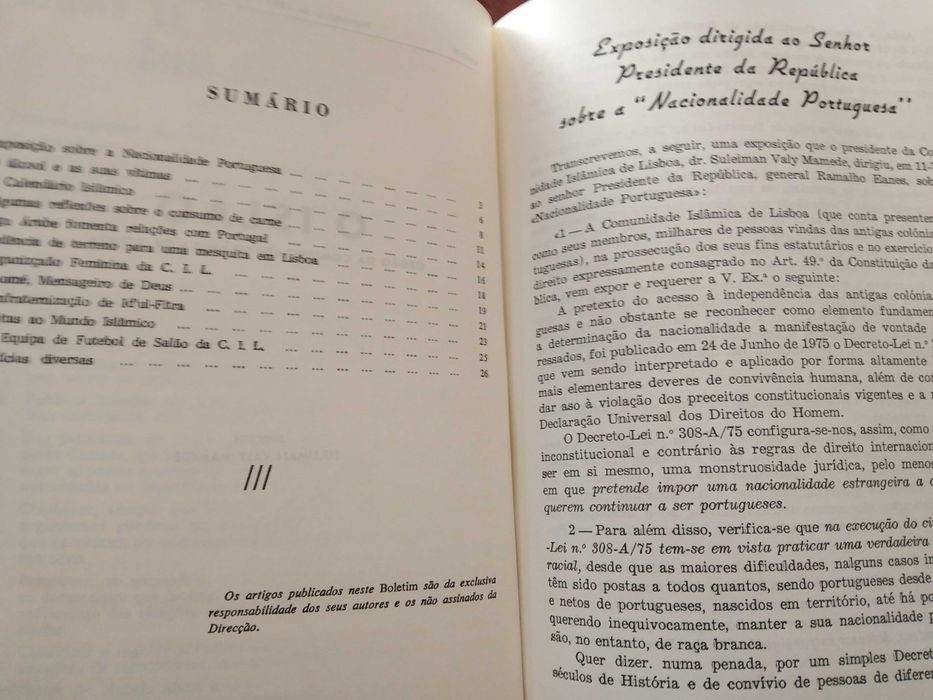 SUMÁRIO
sobre a Nacionalidade Portuguesa ... 3
e as suas vítimas ... 6
Calendário Islâmico ... 8
reflexões sobre o consumo de carne ... 11
Árabe fomenta relções com Portugal ... 14
de terreno para uma mesquita em Lisboa ... 16
Feminina da C. I. L. ... 18
Mensageiro de Deus ... 19
de Id'ul-Fitra ... 21
ao Mundo Islâmico ... 23
Equipa de Futebol de Salão da C. I. L. ... 25
diversas ... 26
///
Os artigos publicados neste Boletim são da exclusiva
responsabilidade dos seus autores e os não assinados da
Direcção.
Exposição dirigida ao Senhor
Presidente da República
sobre a "Nacionalidade Portuguesa"
Transcrevemos, a seguir, uma exposição que o presidente da
nidade Islâmica de Lisboa, dr. Suleiman Valy Mamede, dirigiu, em
ao senhor Presidente da República, general Ramalho Eanes,
«Nacionalidade Portuguesa»:
«1 — A Comunidade Islâmica de Lisboa (que conta
como seus membros, milhares de pessoas vindas das antigas
tuguesas), na prossecução dos seus fins estatutários e no exercício
direito expressamente consagrado no Art. 49.º da Constituição da
blica, vem expor e requerer a V. Ex.ª o seguinte:
A pretexto do acesso à independência das antigas
guesas e não obstante se reconhecer como elemento
a determinação da nacionalidade a manifestação de vontade
ressados, foi publicado em 24 de Junho de 1975 o Decreto-Lei n.º
que vem sendo interpretado e aplicado por forma altamente
mais elementares deveres de convivência humana, além de
dar aso à violação dos preceitos constitucionais vigentes e a
Declaração Universal dos Direitos do Homem.
O Decreto-Lei n.º 308-A/75 configura-se-nos, assim, como
inconstitucional e contrário às regras de direito
ser em si mesmo, uma monstruosidade jurídica, pelo menos
em que pretende impor uma nacionalidade estrangeira a
querem continuar a ser portugueses.
2 — Para além disso, verifica-se que na execução do
-Lei n.º 308-A/75 tem-se em vista praticar uma verdadeira
racial, desde que as maiores dificuldades, nalguns casos
têm sido postas a todos quantos, sendo portugueses desde
e netos de portugueses, nascidos em território, até há
querendo inequivocamente, manter a sua nacionalidade
são, no entanto, de raça branca.
Quer dizer. numa penada, por um simples
séculos de História e de convívio de pessoas de